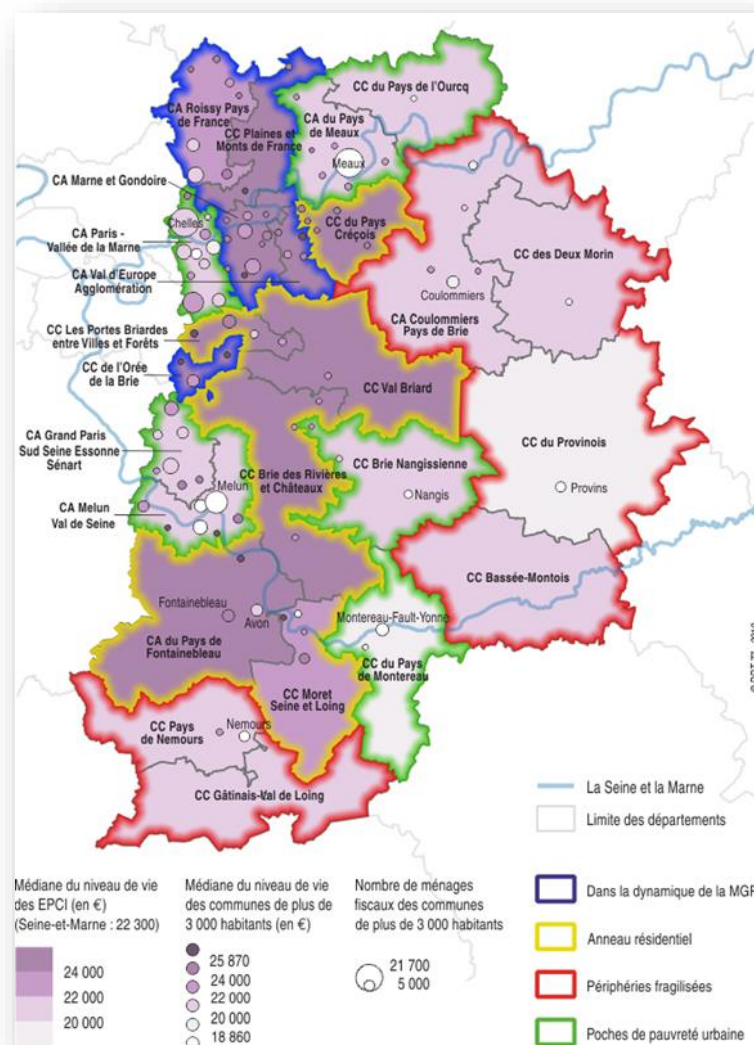 CC du Pays de l'Ourcq
CA Roissy Pays
de France
CC Plaines et
Monts de France
CA du Pays
de Meaux
Meaux
CA Marne et Gondoire
Chelles
CC du Pays
Créçois
CA Paris -
Vallée de la Marne
CC des Deux Morin
CA Val d'Europe
Agglomération
Coulommiers
CA Coulommiers
Pays de Brie
CC Les Portes Briardes
entre Villes et Forêts
CC de l'Orée
de la Brie
CC Val Briard
CA Grand Paris
Sud Seine Essonne
Sénart
CC du Provinois
CC Brie des Rivières
et Châteaux
CC Brie Nangissienne
Melun
Nangis
Provins
CA Melun
Val de Seine
CC Bassée-Montois
Fontainebleau
Avon
Montereau-Fault-Yonne
CA du Pays de
Fontainebleau
CC du Pays
de Montereau
CC Moret
Seine et Loing
CC Pays
de Nemours
Nemours
CC Gâtinais-Val de Loing
La Seine et la Marne
Limite des départements
Médiane du niveau de vie
des EPCI (en €)
(Seine-et-Marne : 22 300)
24 000
22 000
20 000
Médiane du niveau de vie
des communes de plus de
3 000 habitants (en €)
25 870
24 000
22 000
20 000
18 860
Nombre de ménages
fiscaux des communes
de plus de 3 000 habitants
21 700
5 000
Dans la dynamique de la MGP
Anneau résidentiel
Périphéries fragilisées
Poches de pauvreté urbaine